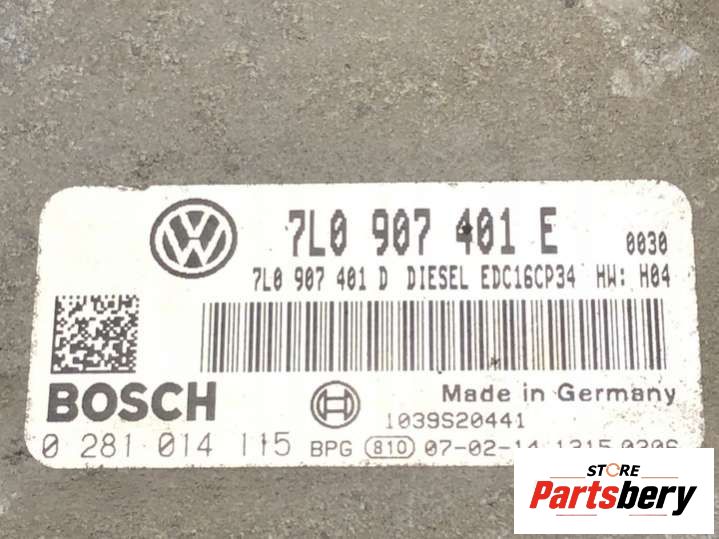 7L0 907 401 E 0030
7L0 907 401 D DIESEL EDC16CP34 HW: H04
BOSCH
Made in Germany
1039S20441
0 281 014 115 BPG 810 07-02-14
STORE
Partsbery